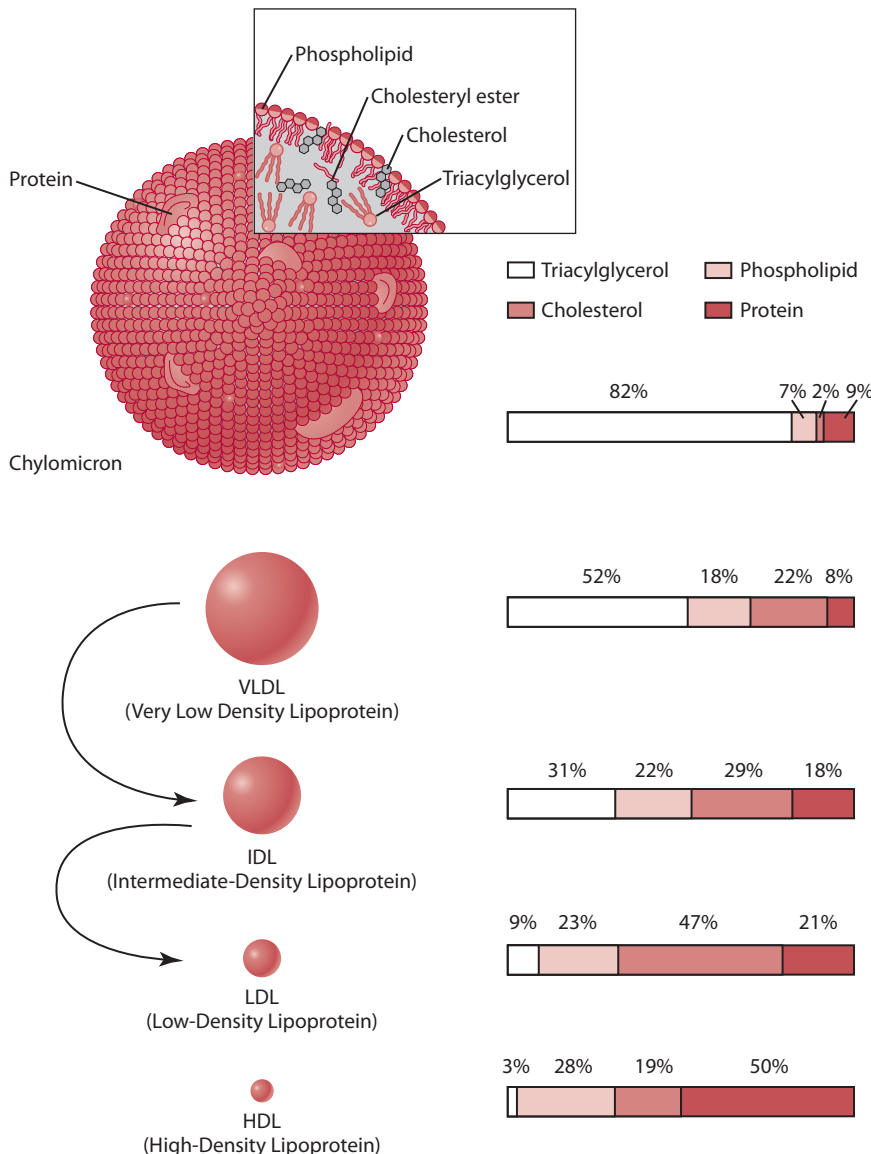 Phospholipid
Cholesteryl ester
Cholesterol
Protein
Triacylglycerol
Triacylglycerol Phospholipid
Cholesterol Protein
82% 7% 2% 9%
Chylomicron
52% 18% 22% 8%
VLDL
(Very Low Density Lipoprotein)
31% 22% 29% 18%
IDL
(Intermediate-Density Lipoprotein)
9% 23% 47% 21%
LDL
(Low-Density Lipoprotein)
3% 28% 19% 50%
HDL
(High-Density Lipoprotein)